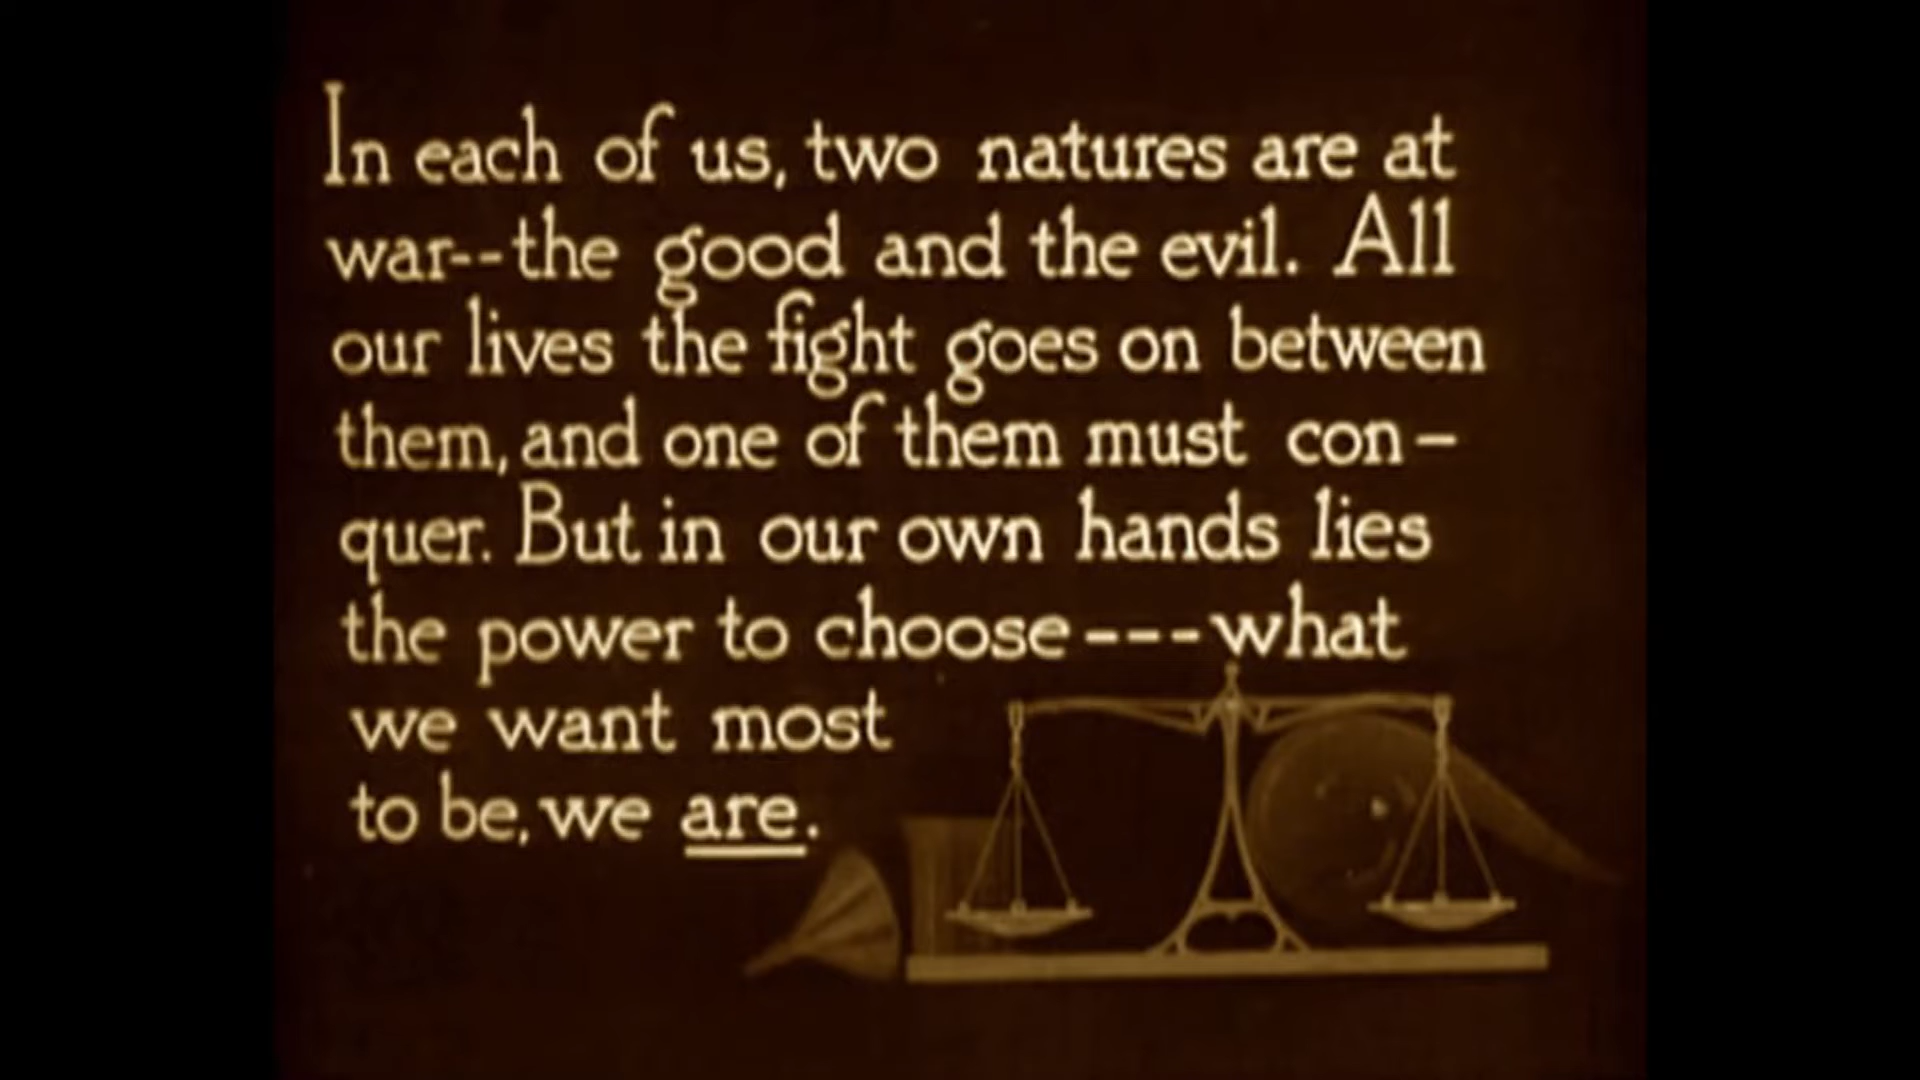 In each of us, two natures are at
war--the good and the evil. All
our lives the fight goes on between
them, and one of them must con-
quer. But in our own hands lies
the power to choose---what
we want most
to be, we are.